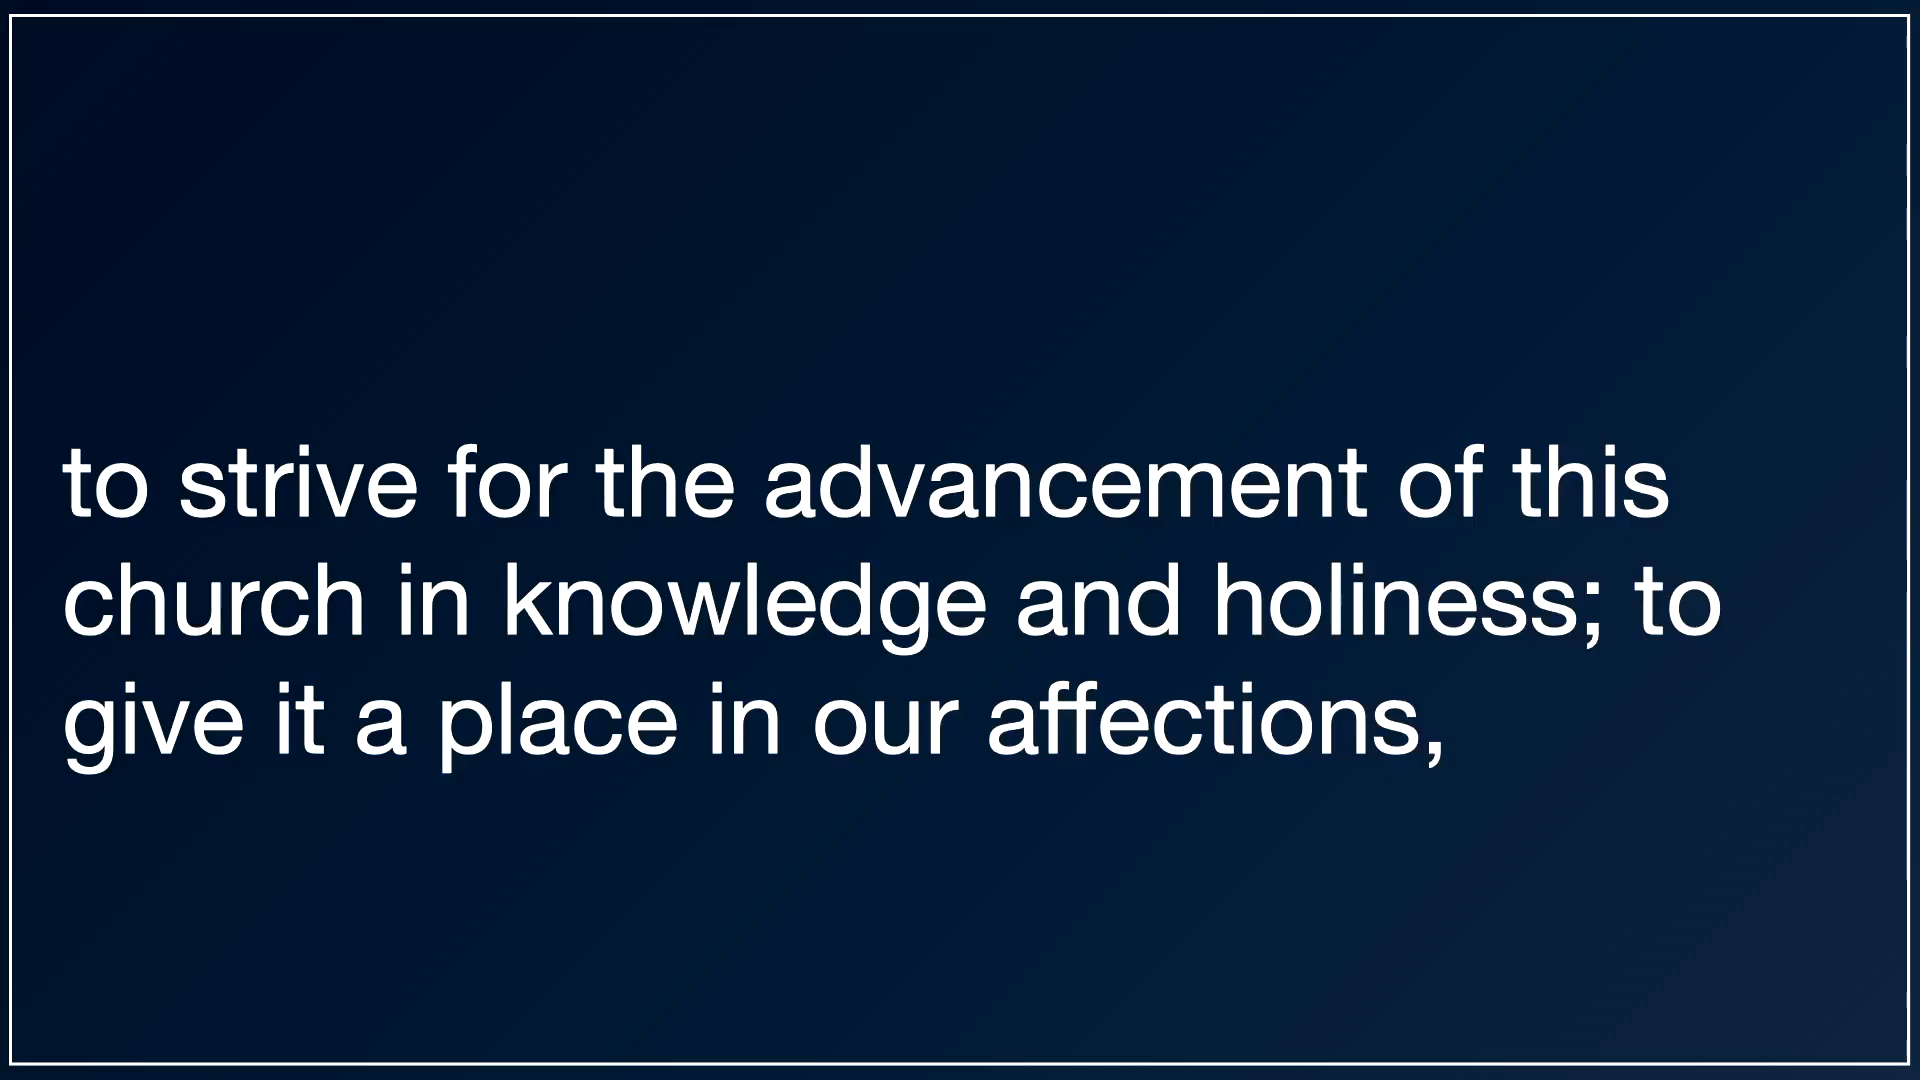 to strive for the advancement of this
church in knowledge and holiness; to
give it a place in our affections,